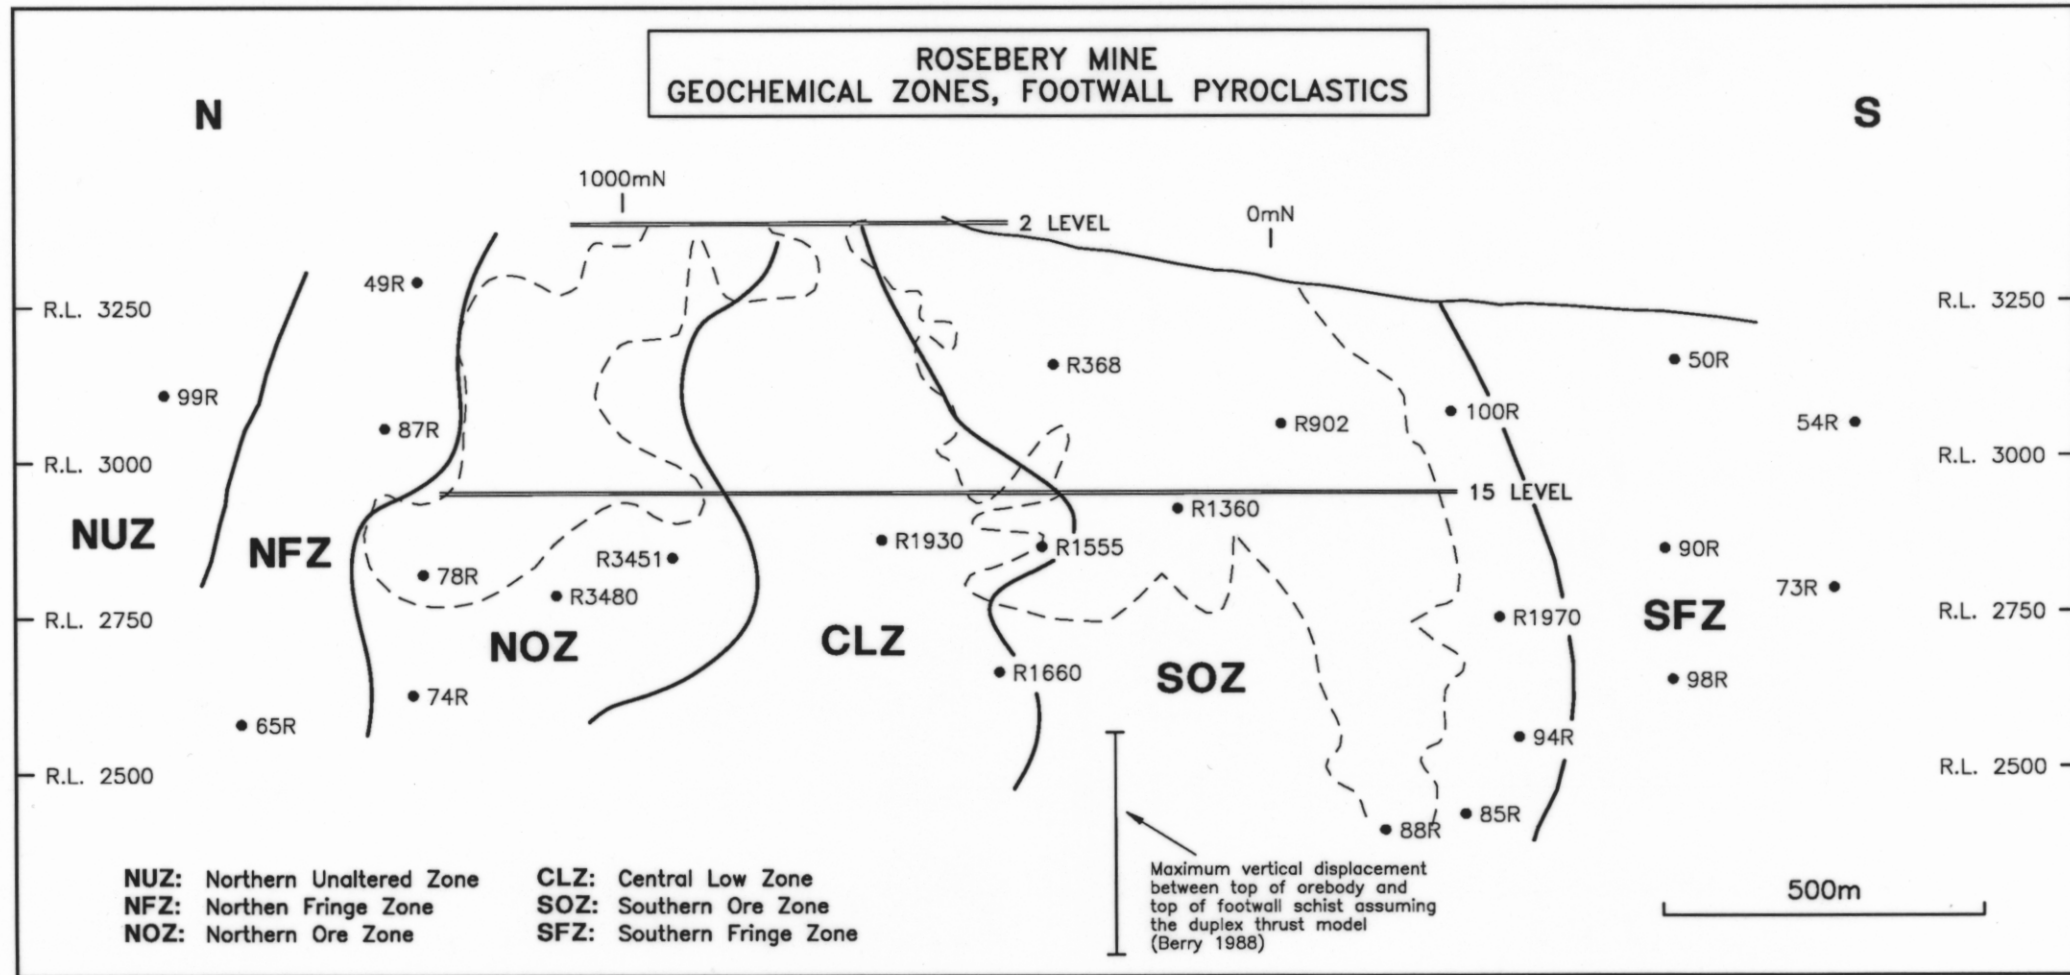 ROSEBERY MINE
GEOCHEMICAL ZONES, FOOTWALL PYROCLASTICS
N
S
1000mN
0mN
2 LEVEL
49R
R.L. 3250
R.L. 3250
R368
50R
99R
100R
87R
R902
54R
R.L. 3000
R.L. 3000
15 LEVEL
R1360
NUZ
NFZ
R1930
R1555
90R
R3451
78R
73R
R3480
R.L. 2750
R.L. 2750
R1970
SFZ
NOZ
CLZ
R1660
SOZ
98R
74R
65R
94R
R.L. 2500
R.L. 2500
85R
88R
Maximum vertical displacement
between top of orebody and
top of footwall schist assuming
the duplex thrust model
(Berry 1988)
500m
NUZ: Northern Unaltered Zone
NFZ: Northen Fringe Zone
NOZ: Northern Ore Zone
CLZ: Central Low Zone
SOZ: Southern Ore Zone
SFZ: Southern Fringe Zone